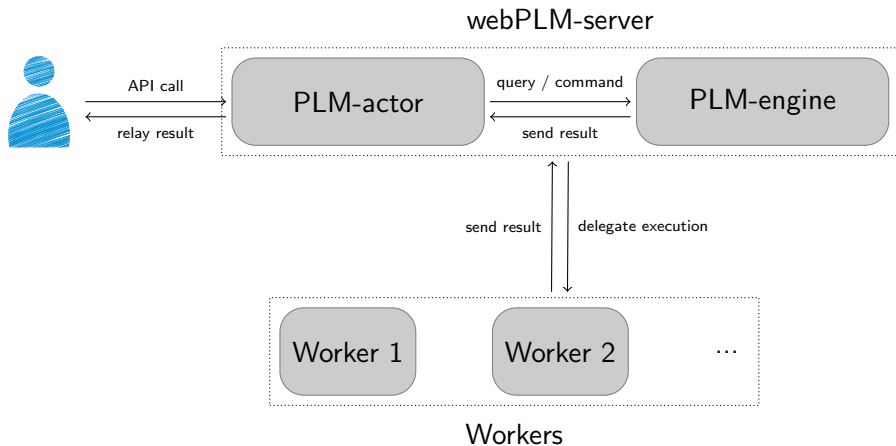 webPLM-server
API call
relay result
PLM-actor
query / command
send result
PLM-engine
send result
delegate execution
Worker 1
Worker 2
...
Workers